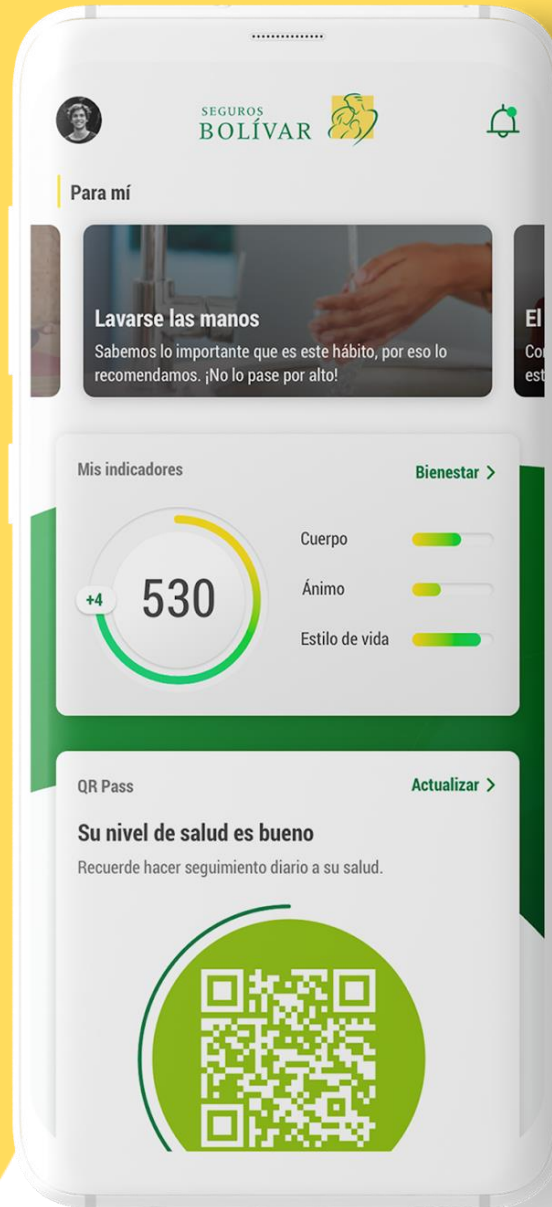 SEGUROS
BOLÍVAR
Para mí
Lavarse las manos
Sabemos lo importante que es este hábito, por eso lo
recomendamos. ¡No lo pase por alto!
El
Mis indicadores
Bienestar >
530
+4
Cuerpo
Ánimo
Estilo de vida
QR Pass
Actualizar >
Su nivel de salud es bueno
Recuerde hacer seguimiento diario a su salud.